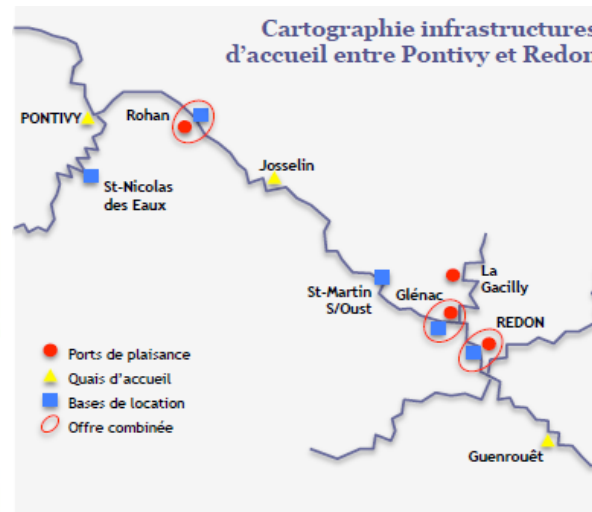 Cartographie infrastructures
d'accueil entre Pontivy et Redon
PONTIVY
Rohan
St-Nicolas
des Eaux
Josselin
St-Martin
S/Oust
Glénac
La
Gacilly
REDON
Guenrouêt
Ports de plaisance
Quais d'accueil
Bases de location
Offre combinée